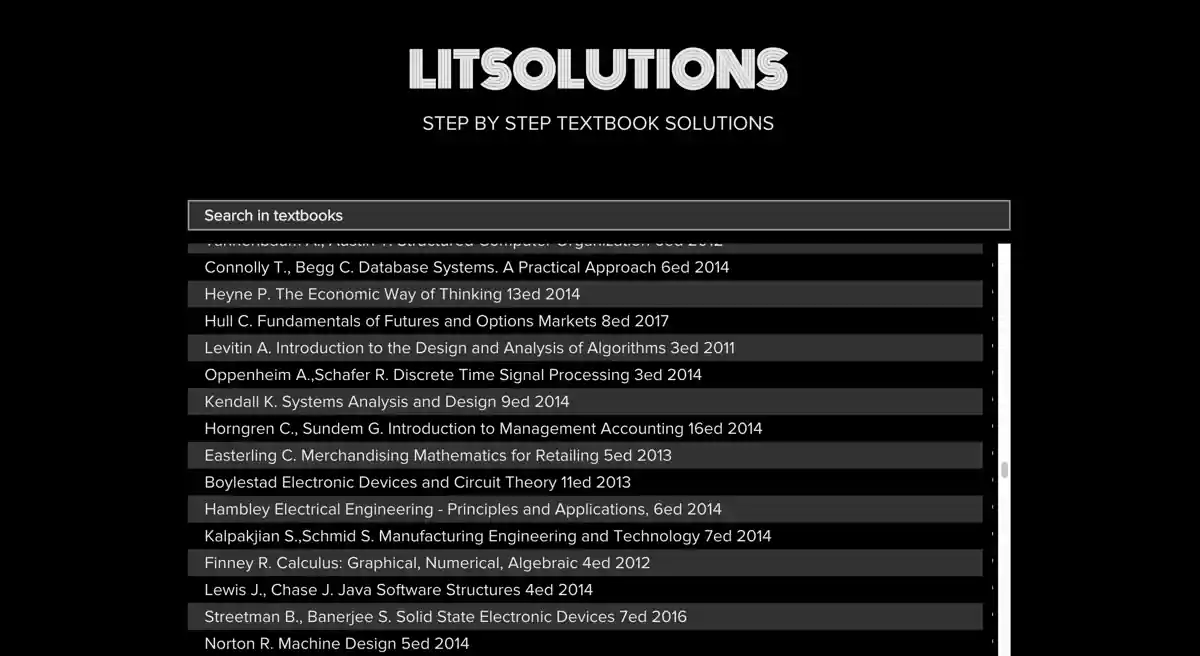 LITSOLUTIONS
STEP BY STEP TEXTBOOK SOLUTIONS
Search in textbooks
Structured Computer Organization 6ed 2012
Connolly T., Begg C. Database Systems. A Practical Approach 6ed 2014
Heyne P. The Economic Way of Thinking 13ed 2014
Hull C. Fundamentals of Futures and Options Markets 8ed 2017
Levitin A. Introduction to the Design and Analysis of Algorithms 3ed 2011
Oppenheim A.,Schafer R. Discrete Time Signal Processing 3ed 2014
Kendall K. Systems Analysis and Design 9ed 2014
Horngren C., Sundem G. Introduction to Management Accounting 16ed 2014
Easterling C. Merchandising Mathematics for Retailing 5ed 2013
Boylestad Electronic Devices and Circuit Theory 11ed 2013
Hambley Electrical Engineering - Principles and Applications, 6ed 2014
Kalpakjian S.,Schmid S. Manufacturing Engineering and Technology 7ed 2014
Finney R. Calculus: Graphical, Numerical, Algebraic 4ed 2012
Lewis J., Chase J. Java Software Structures 4ed 2014
Streetman B., Banerjee S. Solid State Electronic Devices 7ed 2016
Norton R. Machine Design 5ed 2014